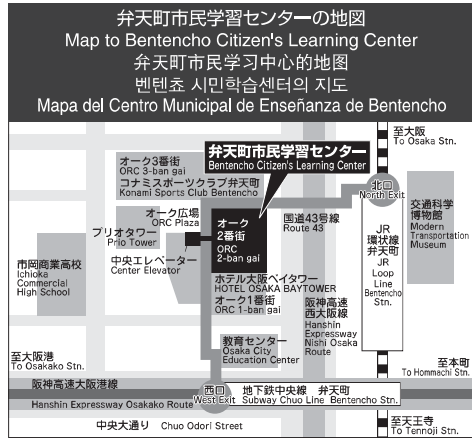 弁天町市民学習センターの地図
Map to Bentencho Citizen's Learning Center
弁天町市民学习中心的地图
벤텐쵸 시민학습센터의 지도
Mapa del Centro Municipal de Enseñanza de Bentencho
至大阪
To Osaka Stn.
オーク3番街
ORC 3-ban gai
コナミスポーツクラブ弁天町
Konami Sports Club Bentencho
弁天町市民学習センター
Bentencho Citizen's Learning Center
北口
North Exit
交通科学
博物館
Modern
Transportation
Museum
オーク広場
ORC Plaza
プリオタワー
Prio Tower
オーク
2番街
ORC
2-ban gai
国道43号線
Route 43
JR
環状線
弁天町
JR
Loop
Line
Bentencho
Stn.
市岡商業高校
Ichioka
Commercial
High School
中央エレベーター
Center Elevator
ホテル大阪ベイタワー
HOTEL OSAKA BAYTOWER
オーク1番街
ORC 1-ban gai
阪神高速
西大阪線
Hanshin
Expressway
Nishi Osaka
Route
教育センター
Osaka City
Education Center
至大阪港
To Osakako Stn.
至本町
To Hommachi Stn.
阪神高速大阪港線
Hanshin Expressway Osakako Route
西口
West Exit
地下鉄中央線 弁天町
Subway Chuo Line Bentencho Stn.
中央大通り Chuo Odori Street
至天王寺
To Tennoji Stn.